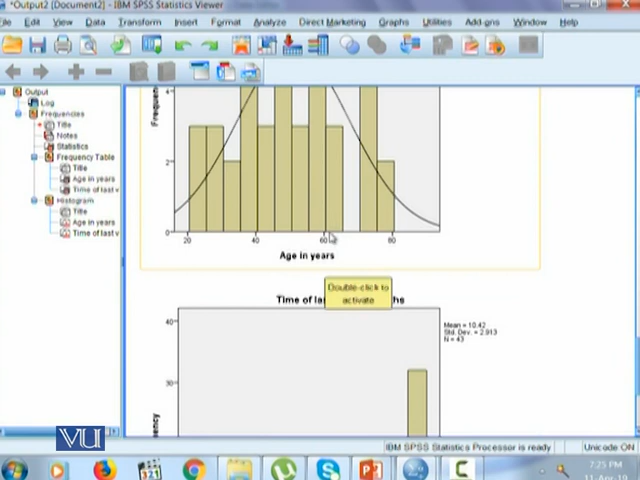 *Output2 [Document2] - IBM SPSS Statistics Viewer
File Edit View Data Transform Insert Format Analyze Direct Marketing Graphs Utilities Add-ons Window Help
Output
Log
Frequencies
Title
Notes
Statistics
Frequency Table
Title
Age in years
Time of last v
Histogram
Title
Age in years
Time of last v
Frequen
4
2
0
20 40 60 80
Age in years
Double-click to
activate
Time of la hs
40
30
Mean = 10.42
Std. Dev. = 2.913
N = 43
VU
IBM SPSS Statistics Processor is ready Unicode:ON
321
7:25 PM